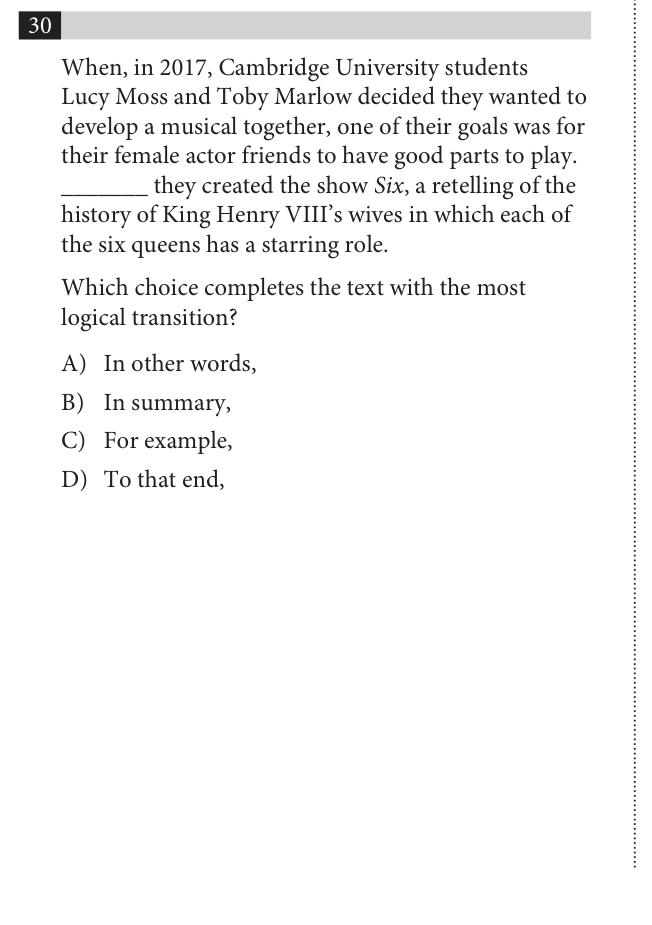 30
When, in 2017, Cambridge University students
Lucy Moss and Toby Marlow decided they wanted to
develop a musical together, one of their goals was for
their female actor friends to have good parts to play.
_______ they created the show Six, a retelling of the
history of King Henry VIII’s wives in which each of
the six queens has a starring role.
Which choice completes the text with the most
logical transition?
A) In other words,
B) In summary,
C) For example,
D) To that end,